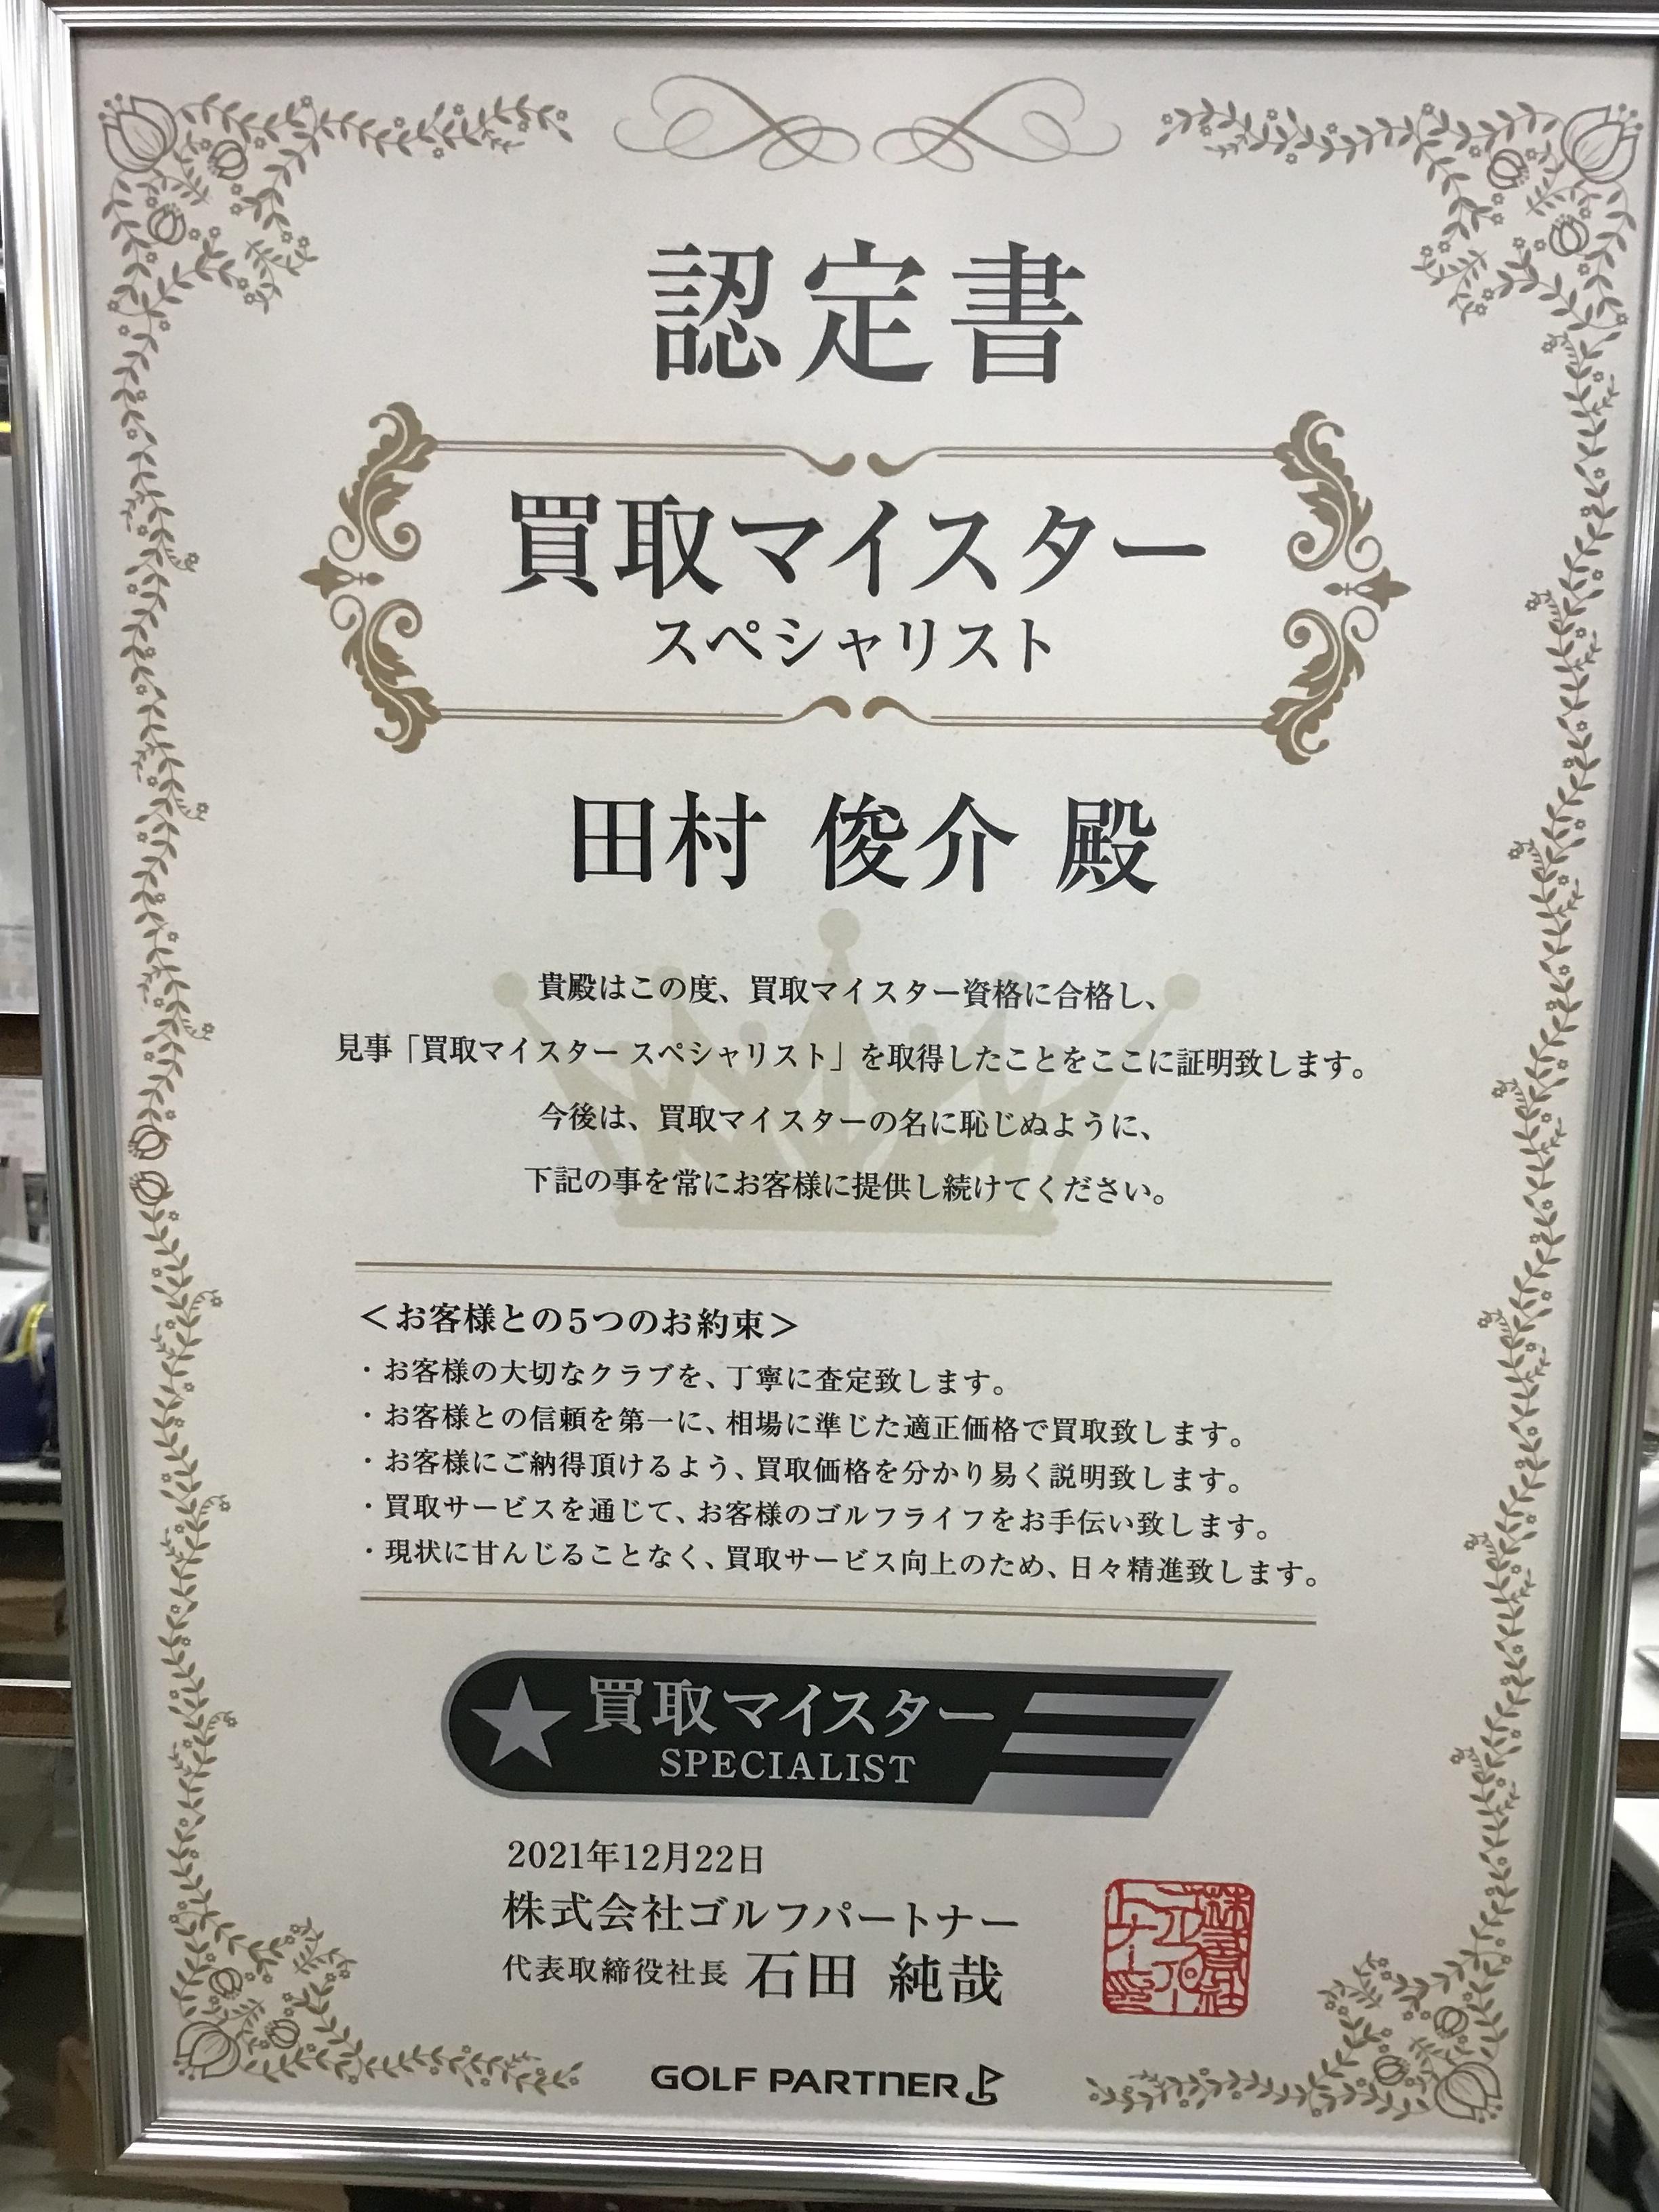 認定書
買取マイスター
スペシャリスト
田村 俊介 殿
貴殿はこの度、買取マイスター資格に合格し、
見事「買取マイスター スペシャリスト」を取得したことをここに証明致します。
今後は、買取マイスターの名に恥じぬように、
下記の事を常にお客様に提供し続けてください。
＜お客様との5つのお約束＞
・お客様の大切なクラブを、丁寧に査定致します。
・お客様との信頼を第一に、相場に準じた適正価格で買取致します。
・お客様にご納得頂けるよう、買取価格を分かり易く説明致します。
・買取サービスを通じて、お客様のゴルフライフをお手伝い致します。
・現状に甘んじることなく、買取サービス向上のため、日々精進致します。
買取マイスター
SPECIALIST
2021年12月22日
株式会社ゴルフパートナー
代表取締役社長 石田 純哉
GOLF PARTNER